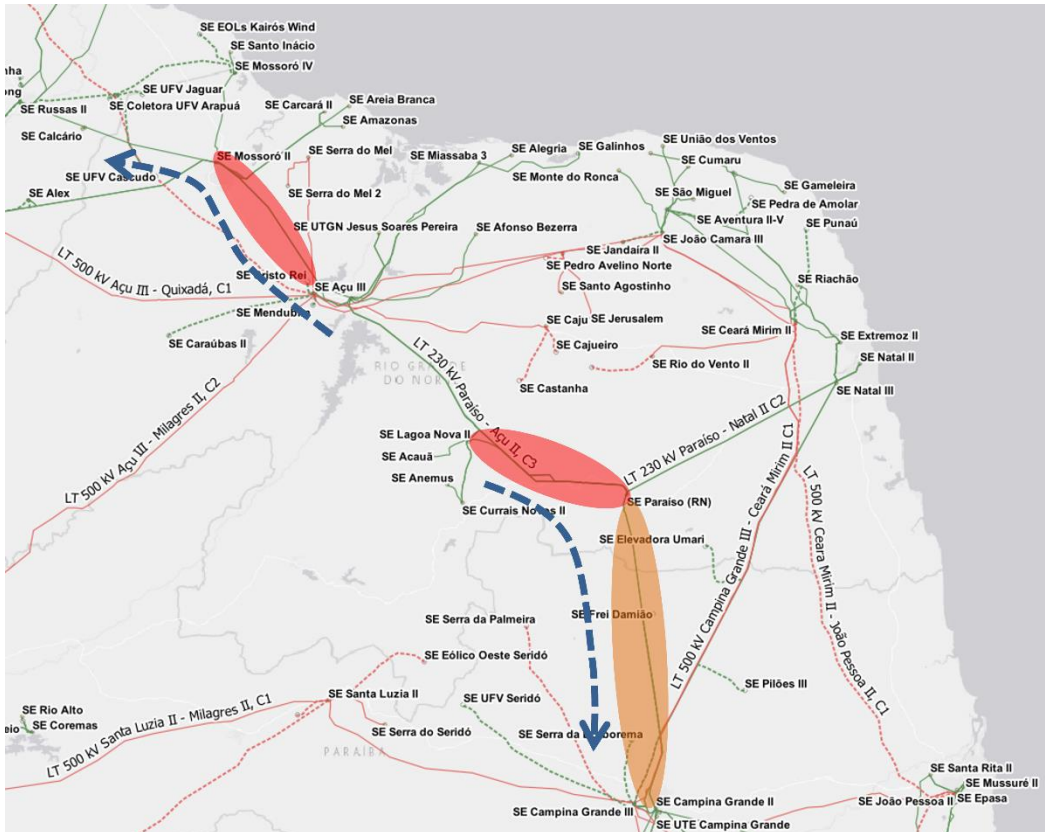 SE EOLs Kairós Wind
SE Santo Inácio
SE Mossoró IV
nha
ong
SE UFV Jaguar
SE Russas II
SE Coletora UFV Arapuá
SE Carcará II
SE Areia Branca
SE Amazonas
SE Calcário
SE Mossoró II
SE Serra do Mel
SE Miassaba 3
SE Alegria
SE Galinhos
SE União dos Ventos
SE Cumaru
SE UFV Cascudo
SE Monte do Ronca
SE Alex
SE Serra do Mel 2
SE São Miguel
SE Gameleira
SE Pedra de Amolar
SE Aventura II-V
SE Punaú
SE UTGN Jesus Soares Pereira
SE Afonso Bezerra
SE João Camara III
SE Jandaíra II
LT 500 kV Açu III - Quixadá, C1
SE Cristo Rei
SE Pedro Avelino Norte
SE Açu III
SE Santo Agostinho
SE Riachão
SE Mendubi
SE Caju
SE Jerusalem
SE Ceará Mirim II
SE Extremoz II
SE Caraúbas II
SE Cajueiro
SE Rio do Vento II
SE Natal II
RIO GRANDE
DO NORTE
SE Castanha
SE Natal III
LT 230 kV Paraíso - Açu II, C3
LT 500 kV Açu III - Milagres II, C2
LT 230 kV Paraíso - Natal II C2
SE Lagoa Nova II
SE Acauã
SE Anemus
SE Currais Novos II
SE Paraíso (RN)
SE Elevadora Umari
LT 500 kV Campina Grande III - Ceará Mirim II C1
LT 500 kV Ceara Mirim II - João Pessoa II, C1
SE Frei Damião
SE Serra da Palmeira
SE Eólico Oeste Seridó
SE Pilões III
SE Santa Luzia II
SE UFV Seridó
SE Rio Alto
SE Coremas
eio
LT 500 kV Santa Luzia II - Milagres II, C1
SE Serra do Seridó
SE Serra da Borborema
PARAÍBA
SE Santa Rita II
SE Mussuré II
SE João Pessoa II
SE Epasa
SE Campina Grande III
SE Campina Grande II
SE UTE Campina Grande